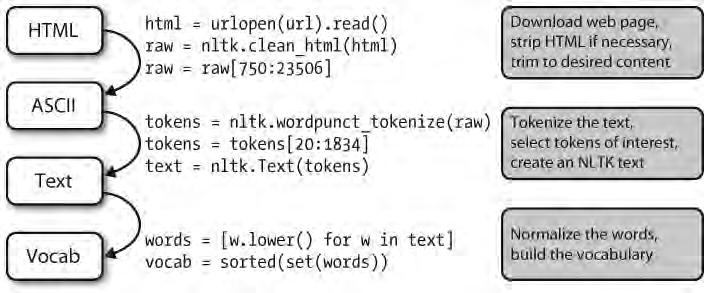 HTML
html = urlopen(url).read()
raw = nltk.clean_html(html)
raw = raw[750:23506]
Download web page,
strip HTML if necessary,
trim to desired content
ASCII
tokens = nltk.wordpunct_tokenize(raw)
tokens = tokens[20:1834]
text = nltk.Text(tokens)
Tokenize the text,
select tokens of interest,
create an NLTK text
Text
words = [w.lower() for w in text]
vocab = sorted(set(words))
Normalize the words,
build the vocabulary
Vocab